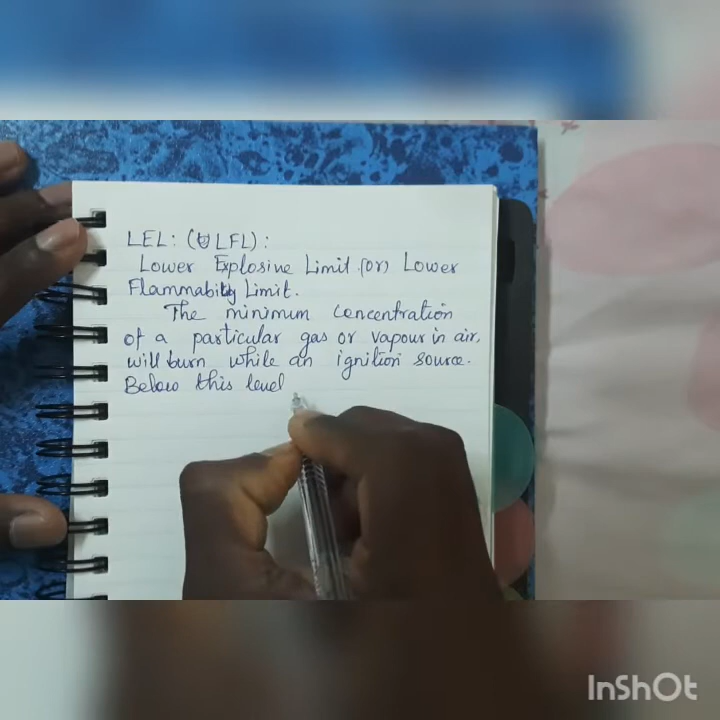 LEL: (LFL):
Lower Explosive Limit (or) Lower
Flammability Limit.
The minimum concentration
of a particular gas or vapour in air,
will burn while an ignition source.
Below this level
InShOt